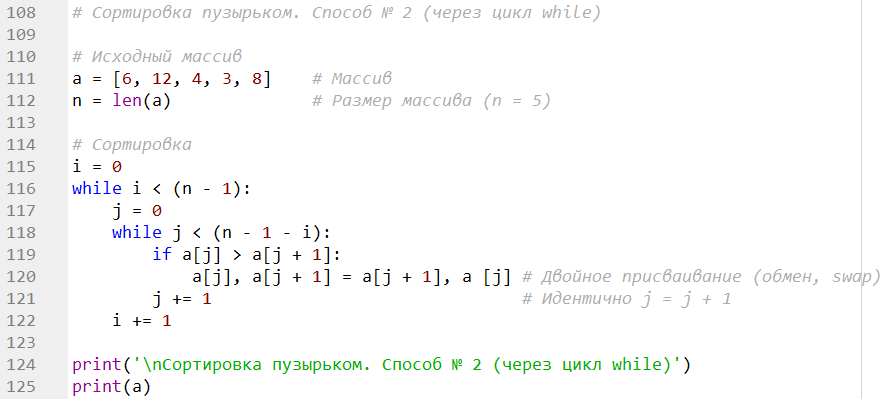 108 # Сортировка пузырьком. Способ № 2 (через цикл while)
109
110 # Исходный массив
111 a = [6, 12, 4, 3, 8]    # Массив
112 n = len(a)              # Размер массива (n = 5)
113
114 # Сортировка
115 i = 0
116 while i < (n - 1):
117     j = 0
118     while j < (n - 1 - i):
119         if a[j] > a[j + 1]:
120             a[j], a[j + 1] = a[j + 1], a [j] # Двойное присваивание (обмен, swap)
121         j += 1                               # Идентично j = j + 1
122     i += 1
123
124 print('\nСортировка пузырьком. Способ № 2 (через цикл while)')
125 print(a)